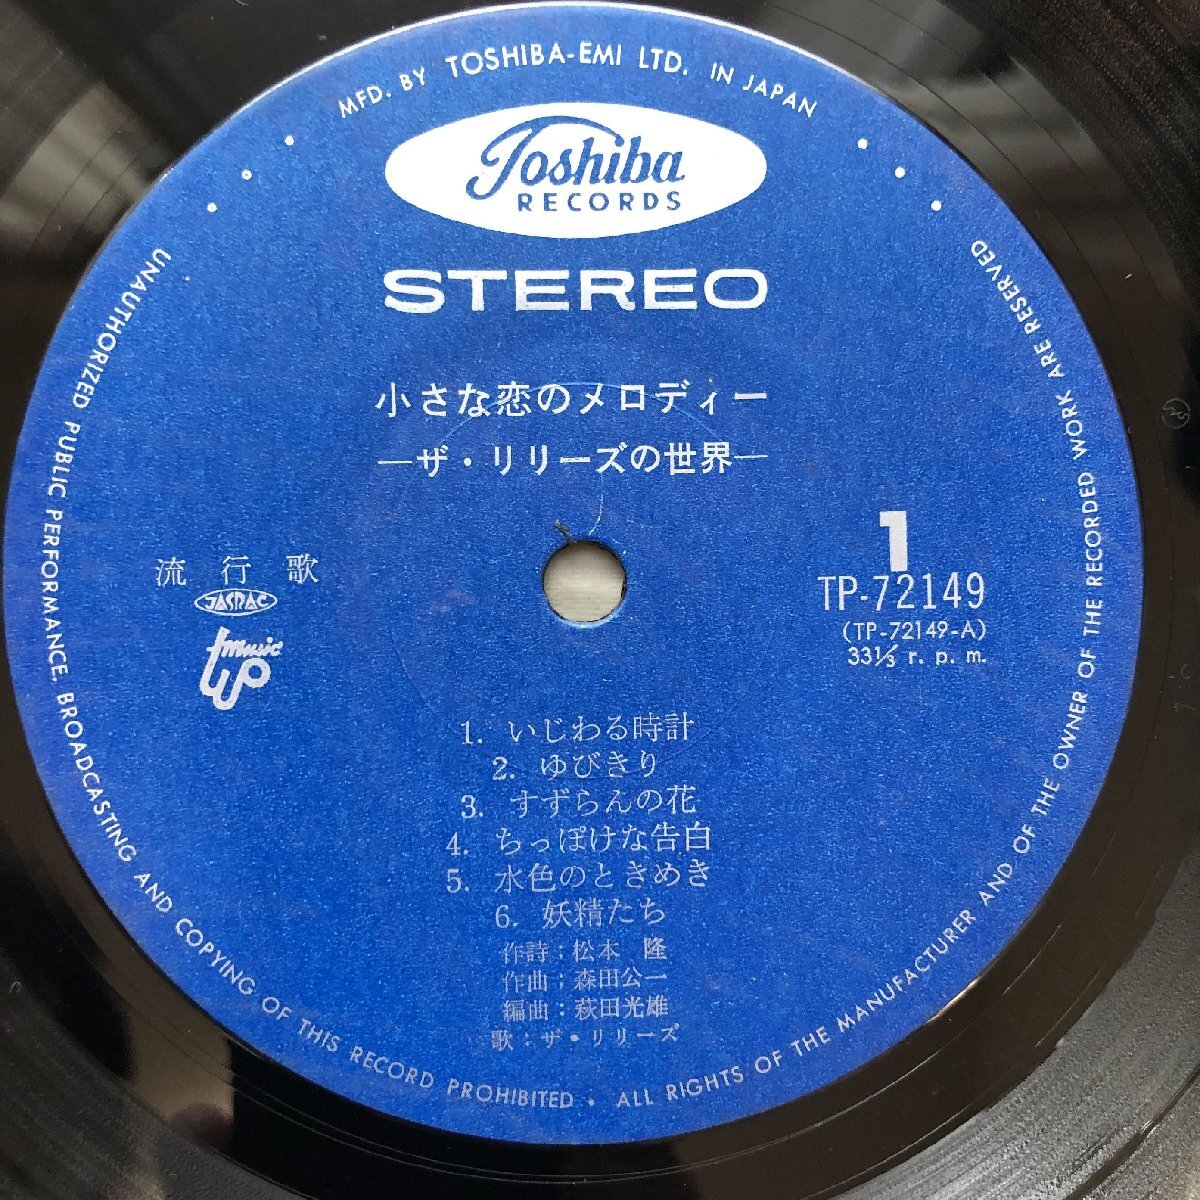 MFD. BY TOSHIBA-EMI LTD. IN JAPAN
Toshiba
RECORDS
STEREO
小さな恋のメロディー
―ザ・リリーズの世界―
流行歌
JASRAC
music up
1
TP-72149
(TP-72149-A)
33⅓ r. p. m.
1. いじわる時計
2. ゆびきり
3. すずらんの花
4. ちっぽけな告白
5. 水色のときめき
6. 妖精たち
作詩：松本 隆
作曲：森田公一
編曲：萩田光雄
歌：ザ・リリーズ
UNAUTHORIZED PUBLIC PERFORMANCE, BROADCASTING AND COPYING OF THIS RECORD PROHIBITED . ALL RIGHTS OF THE MANUFACTURER AND OF THE OWNER OF THE RECORDED WORK ARE RESERVED